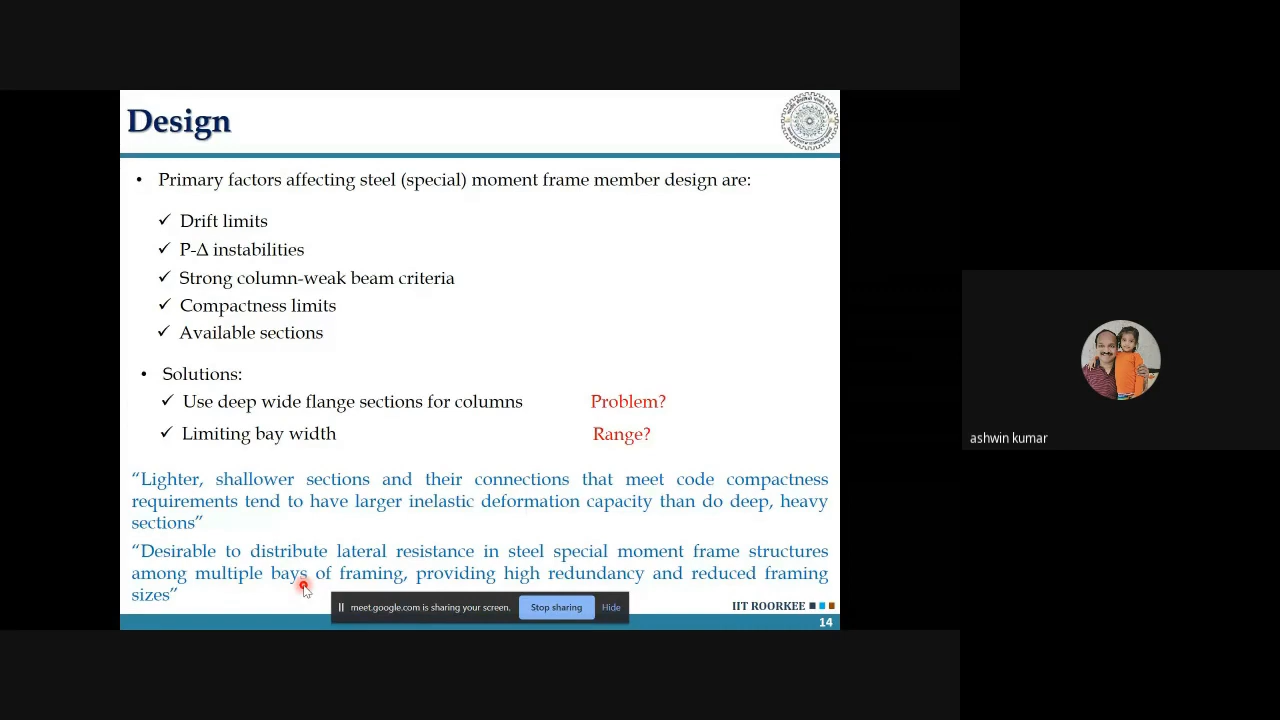 Design
• Primary factors affecting steel (special) moment frame member design are:
✓ Drift limits
✓ P-Δ instabilities
✓ Strong column-weak beam criteria
✓ Compactness limits
✓ Available sections
• Solutions:
✓ Use deep wide flange sections for columns Problem?
✓ Limiting bay width Range?
“Lighter, shallower sections and their connections that meet code compactness
requirements tend to have larger inelastic deformation capacity than do deep, heavy
sections”
“Desirable to distribute lateral resistance in steel special moment frame structures
among multiple bays of framing, providing high redundancy and reduced framing
sizes”
meet.google.com is sharing your screen. Stop sharing Hide
IIT ROORKEE
14
ashwin kumar